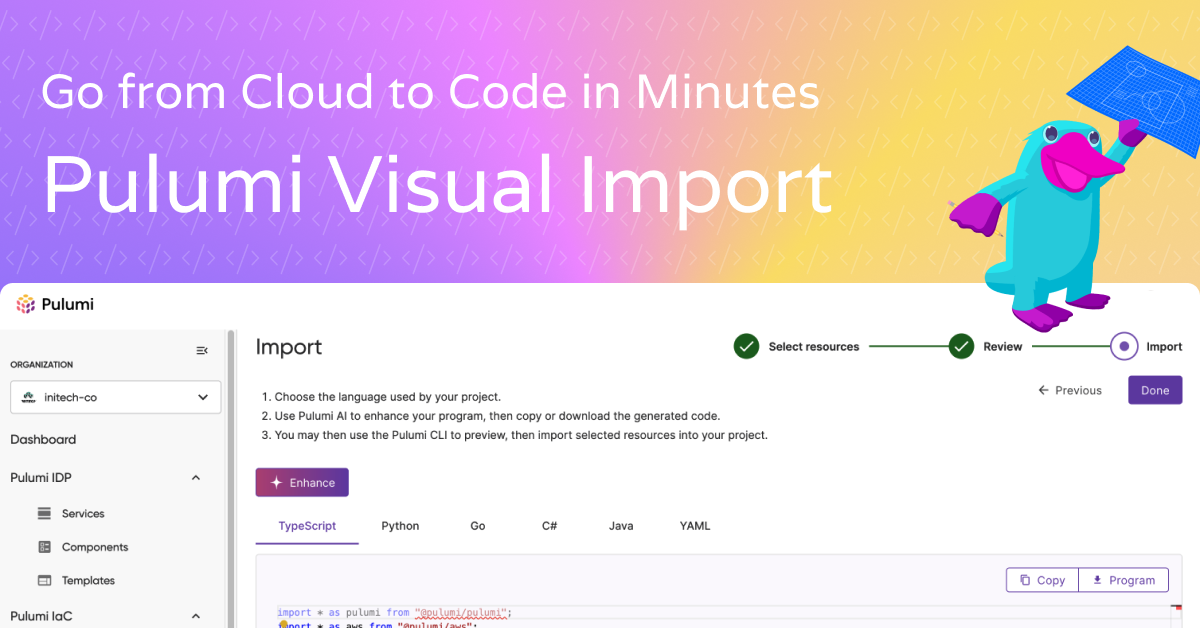 Go from Cloud to Code in Minutes
Pulumi Visual Import
Pulumi
ORGANIZATION
initech-co
Dashboard
Pulumi IDP
Services
Components
Templates
Pulumi IaC
Import
Select resources
Review
Import
1. Choose the language used by your project.
2. Use Pulumi AI to enhance your program, then copy or download the generated code.
3. You may then use the Pulumi CLI to preview, then import selected resources into your project.
Previous
Done
Enhance
TypeScript Python Go C# Java YAML
Copy Program
import * as pulumi from "@pulumi/pulumi";
import * as aws from "@pulumi/aws";